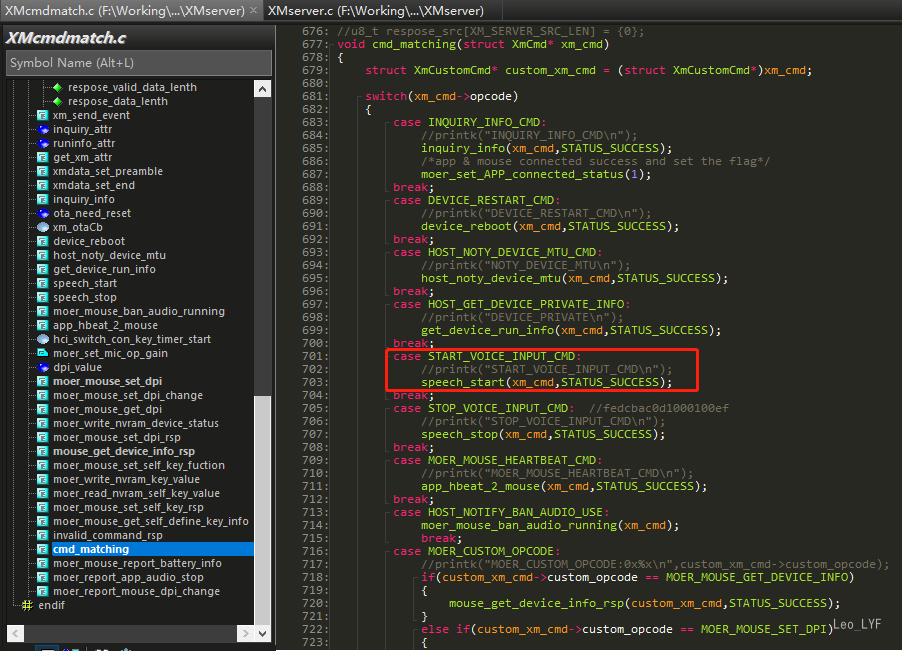 XMcmdmatch.c (F:\Working\...\XMserver) ×
XMserver.c (F:\Working\...\XMserver)
XMcmdmatch.c
Symbol Name (Alt+L)
respose_valid_data_lenth
respose_data_lenth
xm_send_event
inquiry_attr
runinfo_attr
get_xm_attr
xmdata_set_preamble
xmdata_set_end
inquiry_info
ota_need_reset
xm_otaCb
device_reboot
host_noty_device_mtu
get_device_run_info
speech_start
speech_stop
moer_mouse_ban_audio_running
app_hbeat_2_mouse
hci_switch_con_key_timer_start
moer_set_mic_op_gain
dpi_value
moer_mouse_set_dpi
moer_mouse_set_dpi_change
moer_mouse_get_dpi
moer_write_nvram_device_status
moer_mouse_set_dpi_rsp
mouse_get_device_info_rsp
moer_mouse_set_self_key_fuction
moer_write_nvram_key_value
moer_read_nvram_self_key_value
moer_mouse_set_self_key_rsp
moer_mouse_get_self_define_key_info
invalid_command_rsp
cmd_matching
moer_mouse_report_battery_info
moer_report_app_audio_stop
moer_report_mouse_dpi_change
endif
676: //u8_t respose_src[XM_SERVER_SRC_LEN] = {0};
677: void cmd_matching(struct XmCmd* xm_cmd)
678: {
679: struct XmCustomCmd* custom_xm_cmd = (struct XmCustomCmd*)xm_cmd;
680:
681: switch(xm_cmd->opcode)
682: {
683: case INQUIRY_INFO_CMD:
684: //printk("INQUIRY_INFO_CMD\n");
685: inquiry_info(xm_cmd,STATUS_SUCCESS);
686: /*app & mouse connected success and set the flag*/
687: moer_set_APP_connected_status(1);
688: break;
689: case DEVICE_RESTART_CMD:
690: //printk("DEVICE_RESTART_CMD\n");
691: device_reboot(xm_cmd,STATUS_SUCCESS);
692: break;
693: case HOST_NOTY_DEVICE_MTU_CMD:
694: //printk("NOTY_DEVICE_MTU\n");
695: host_noty_device_mtu(xm_cmd,STATUS_SUCCESS);
696: break;
697: case HOST_GET_DEVICE_PRIVATE_INFO:
698: //printk("DEVICE_PRIVATE\n");
699: get_device_run_info(xm_cmd,STATUS_SUCCESS);
700: break;
701: case START_VOICE_INPUT_CMD:
702: //printk("START_VOICE_INPUT_CMD\n");
703: speech_start(xm_cmd,STATUS_SUCCESS);
704: break;
705: case STOP_VOICE_INPUT_CMD: //fedcbac0d1000100ef
706: //printk("STOP_VOICE_INPUT_CMD\n");
707: speech_stop(xm_cmd,STATUS_SUCCESS);
708: break;
709: case MOER_MOUSE_HEARTBEAT_CMD:
710: //printk("MOER_MOUSE_HEARTBEAT_CMD\n");
711: app_hbeat_2_mouse(xm_cmd,STATUS_SUCCESS);
712: break;
713: case HOST_NOTIFY_BAN_AUDIO_USE:
714: moer_mouse_ban_audio_running(xm_cmd);
715: break;
716: case MOER_CUSTOM_OPCODE:
717: //printk("MOER_CUSTOM_OPCODE:0x%x\n",custom_xm_cmd->custom_opcode);
718: if(custom_xm_cmd->custom_opcode == MOER_MOUSE_GET_DEVICE_INFO)
719: {
720: mouse_get_device_info_rsp(custom_xm_cmd,STATUS_SUCCESS);
721: }
722: else if(custom_xm_cmd->custom_opcode == MOER_MOUSE_SET_DPI)
723: {
Leo_LYF